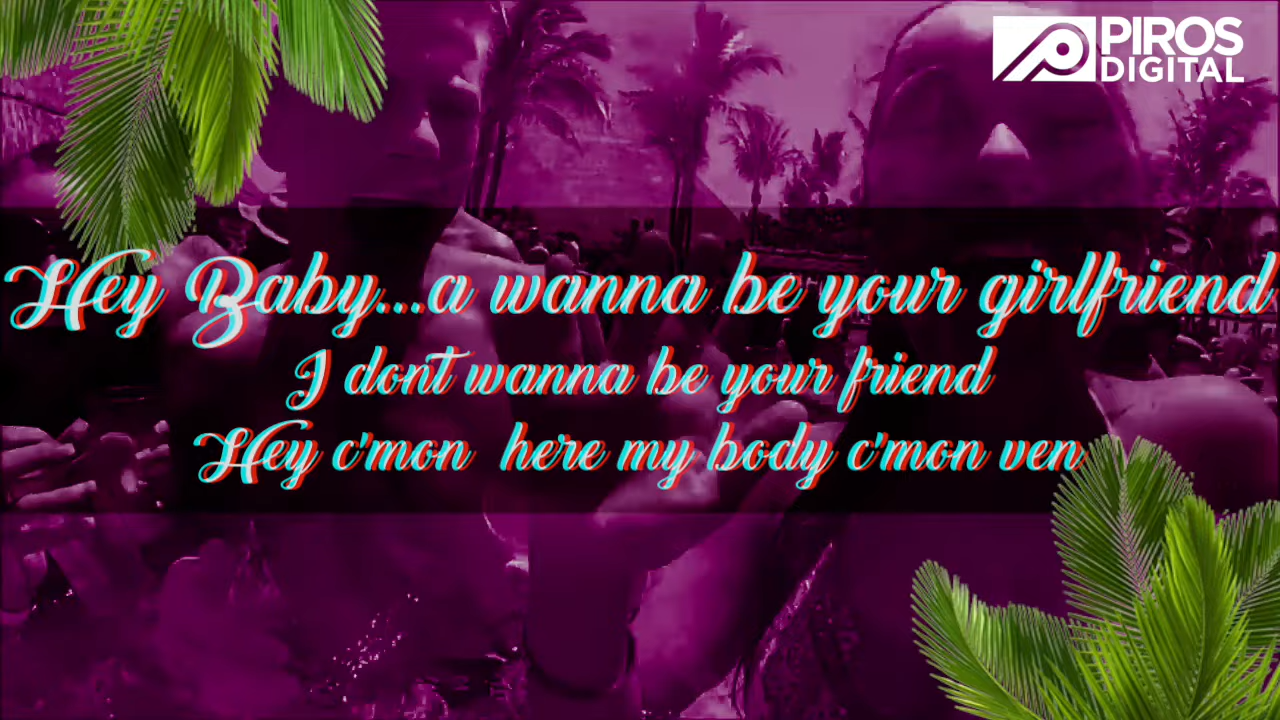 PIROS
DIGITAL
Hey Baby...a wanna be your girlfriend
I dont wanna be your friend
Hey c'mon here my body c'mon ven